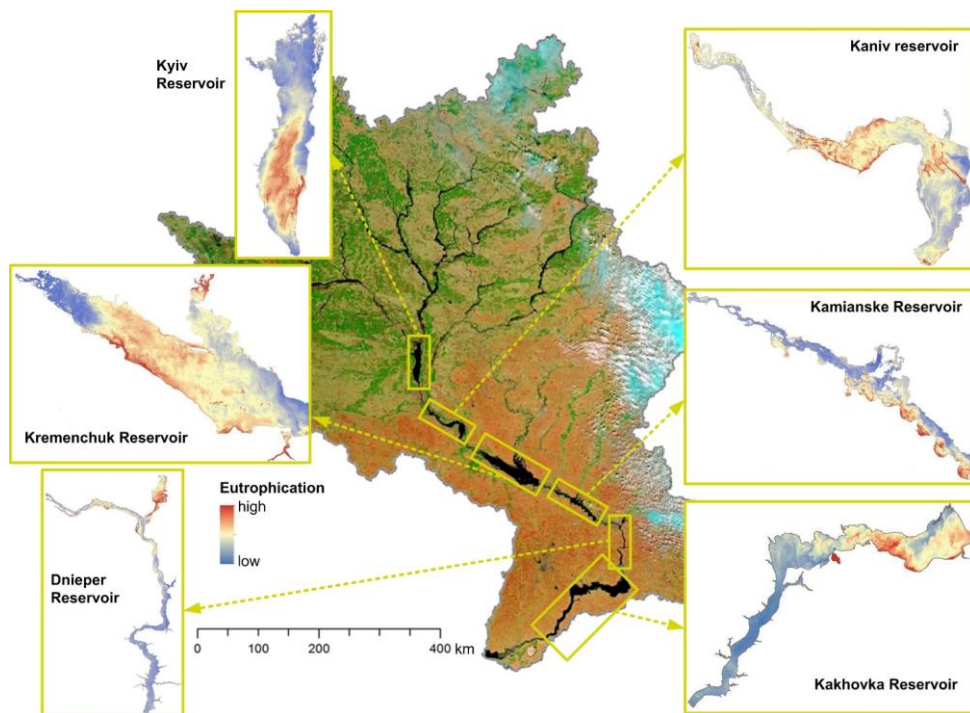 Kyiv
Reservoir
Kaniv reservoir
Kamianske Reservoir
Kremenchuk Reservoir
Eutrophication
high
low
Dnieper
Reservoir
0 100 200 400 km
Kakhovka Reservoir